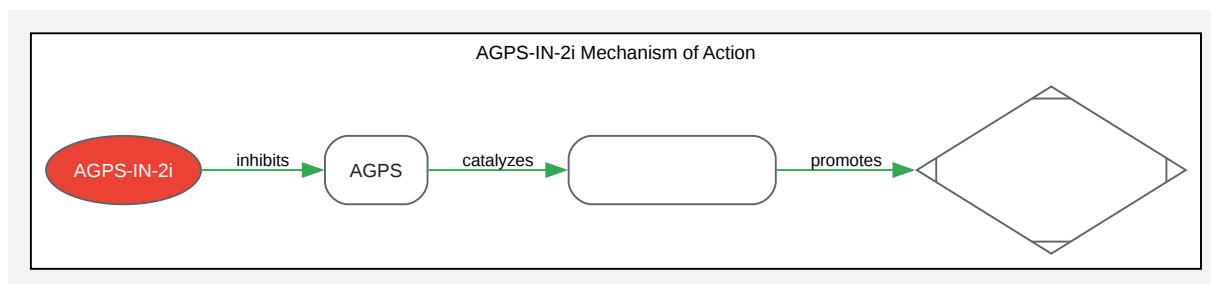 AGPS-IN-2i Mechanism of Action
AGPS-IN-2i
inhibits
AGPS
catalyzes
promotes